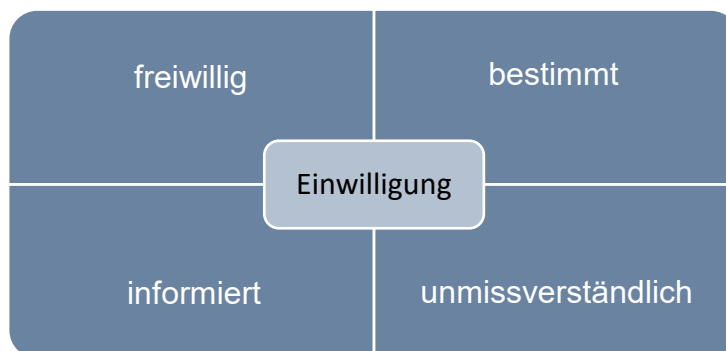 freiwillig
bestimmt
Einwilligung
informiert
unmissverständlich